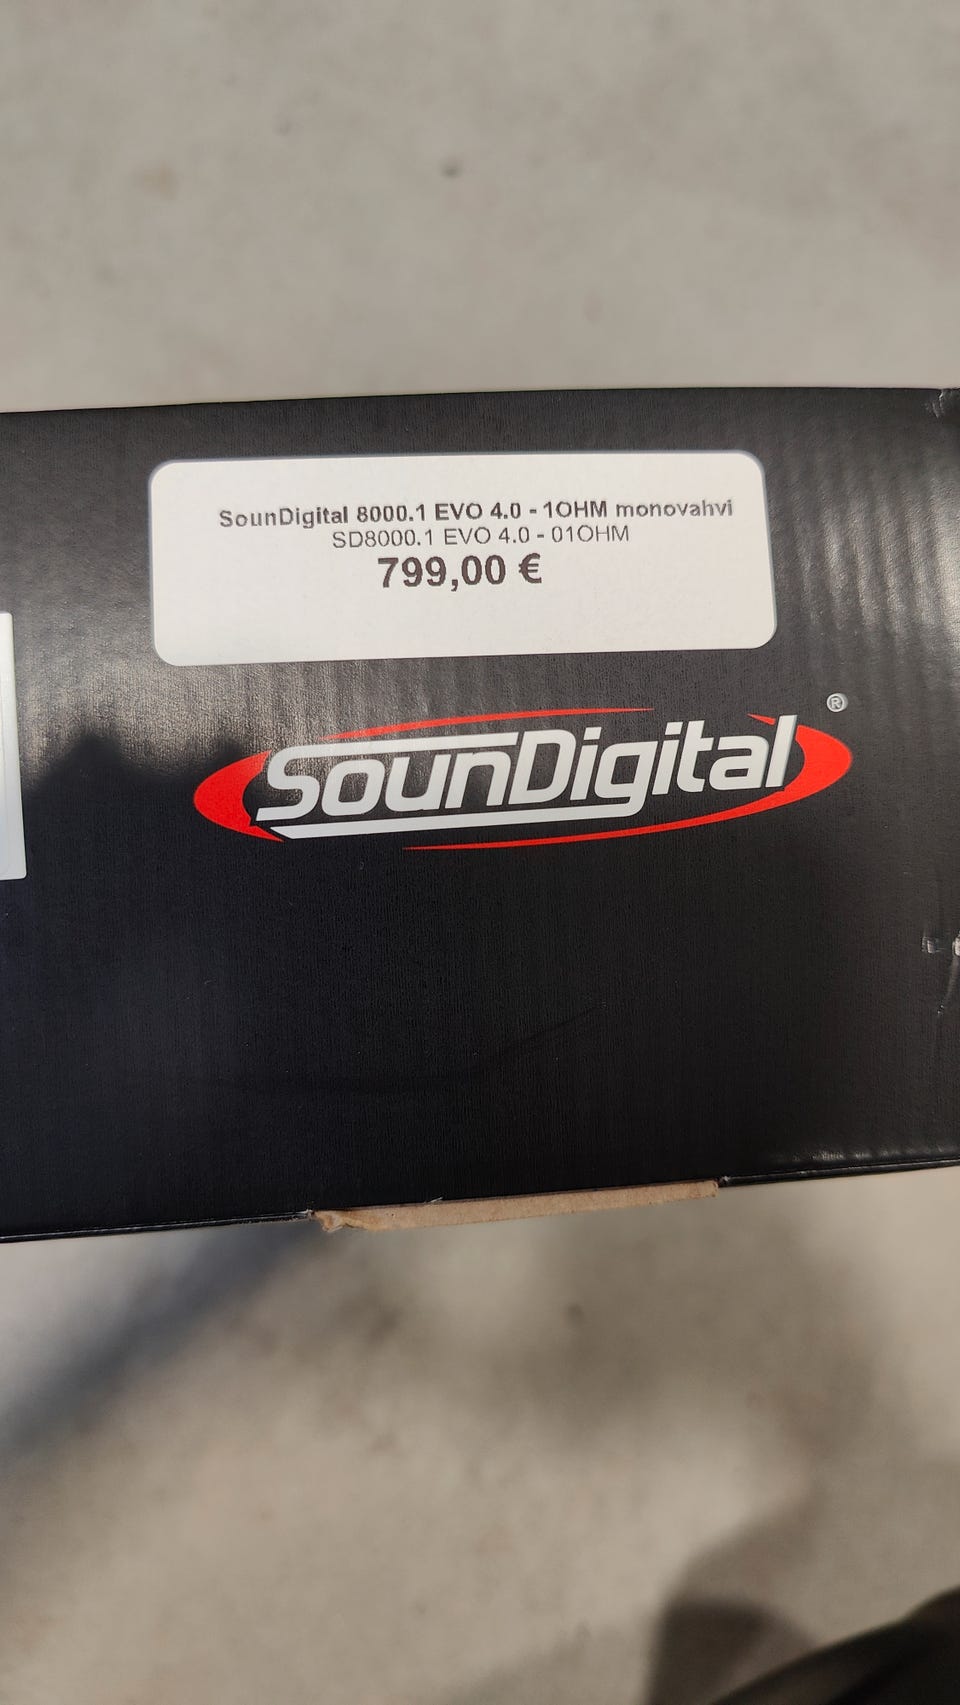 SounDigital 8000.1 EVO 4.0 - 1OHM monovahvi
SD8000.1 EVO 4.0 - 01OHM
799,00 €
SounDigital ®